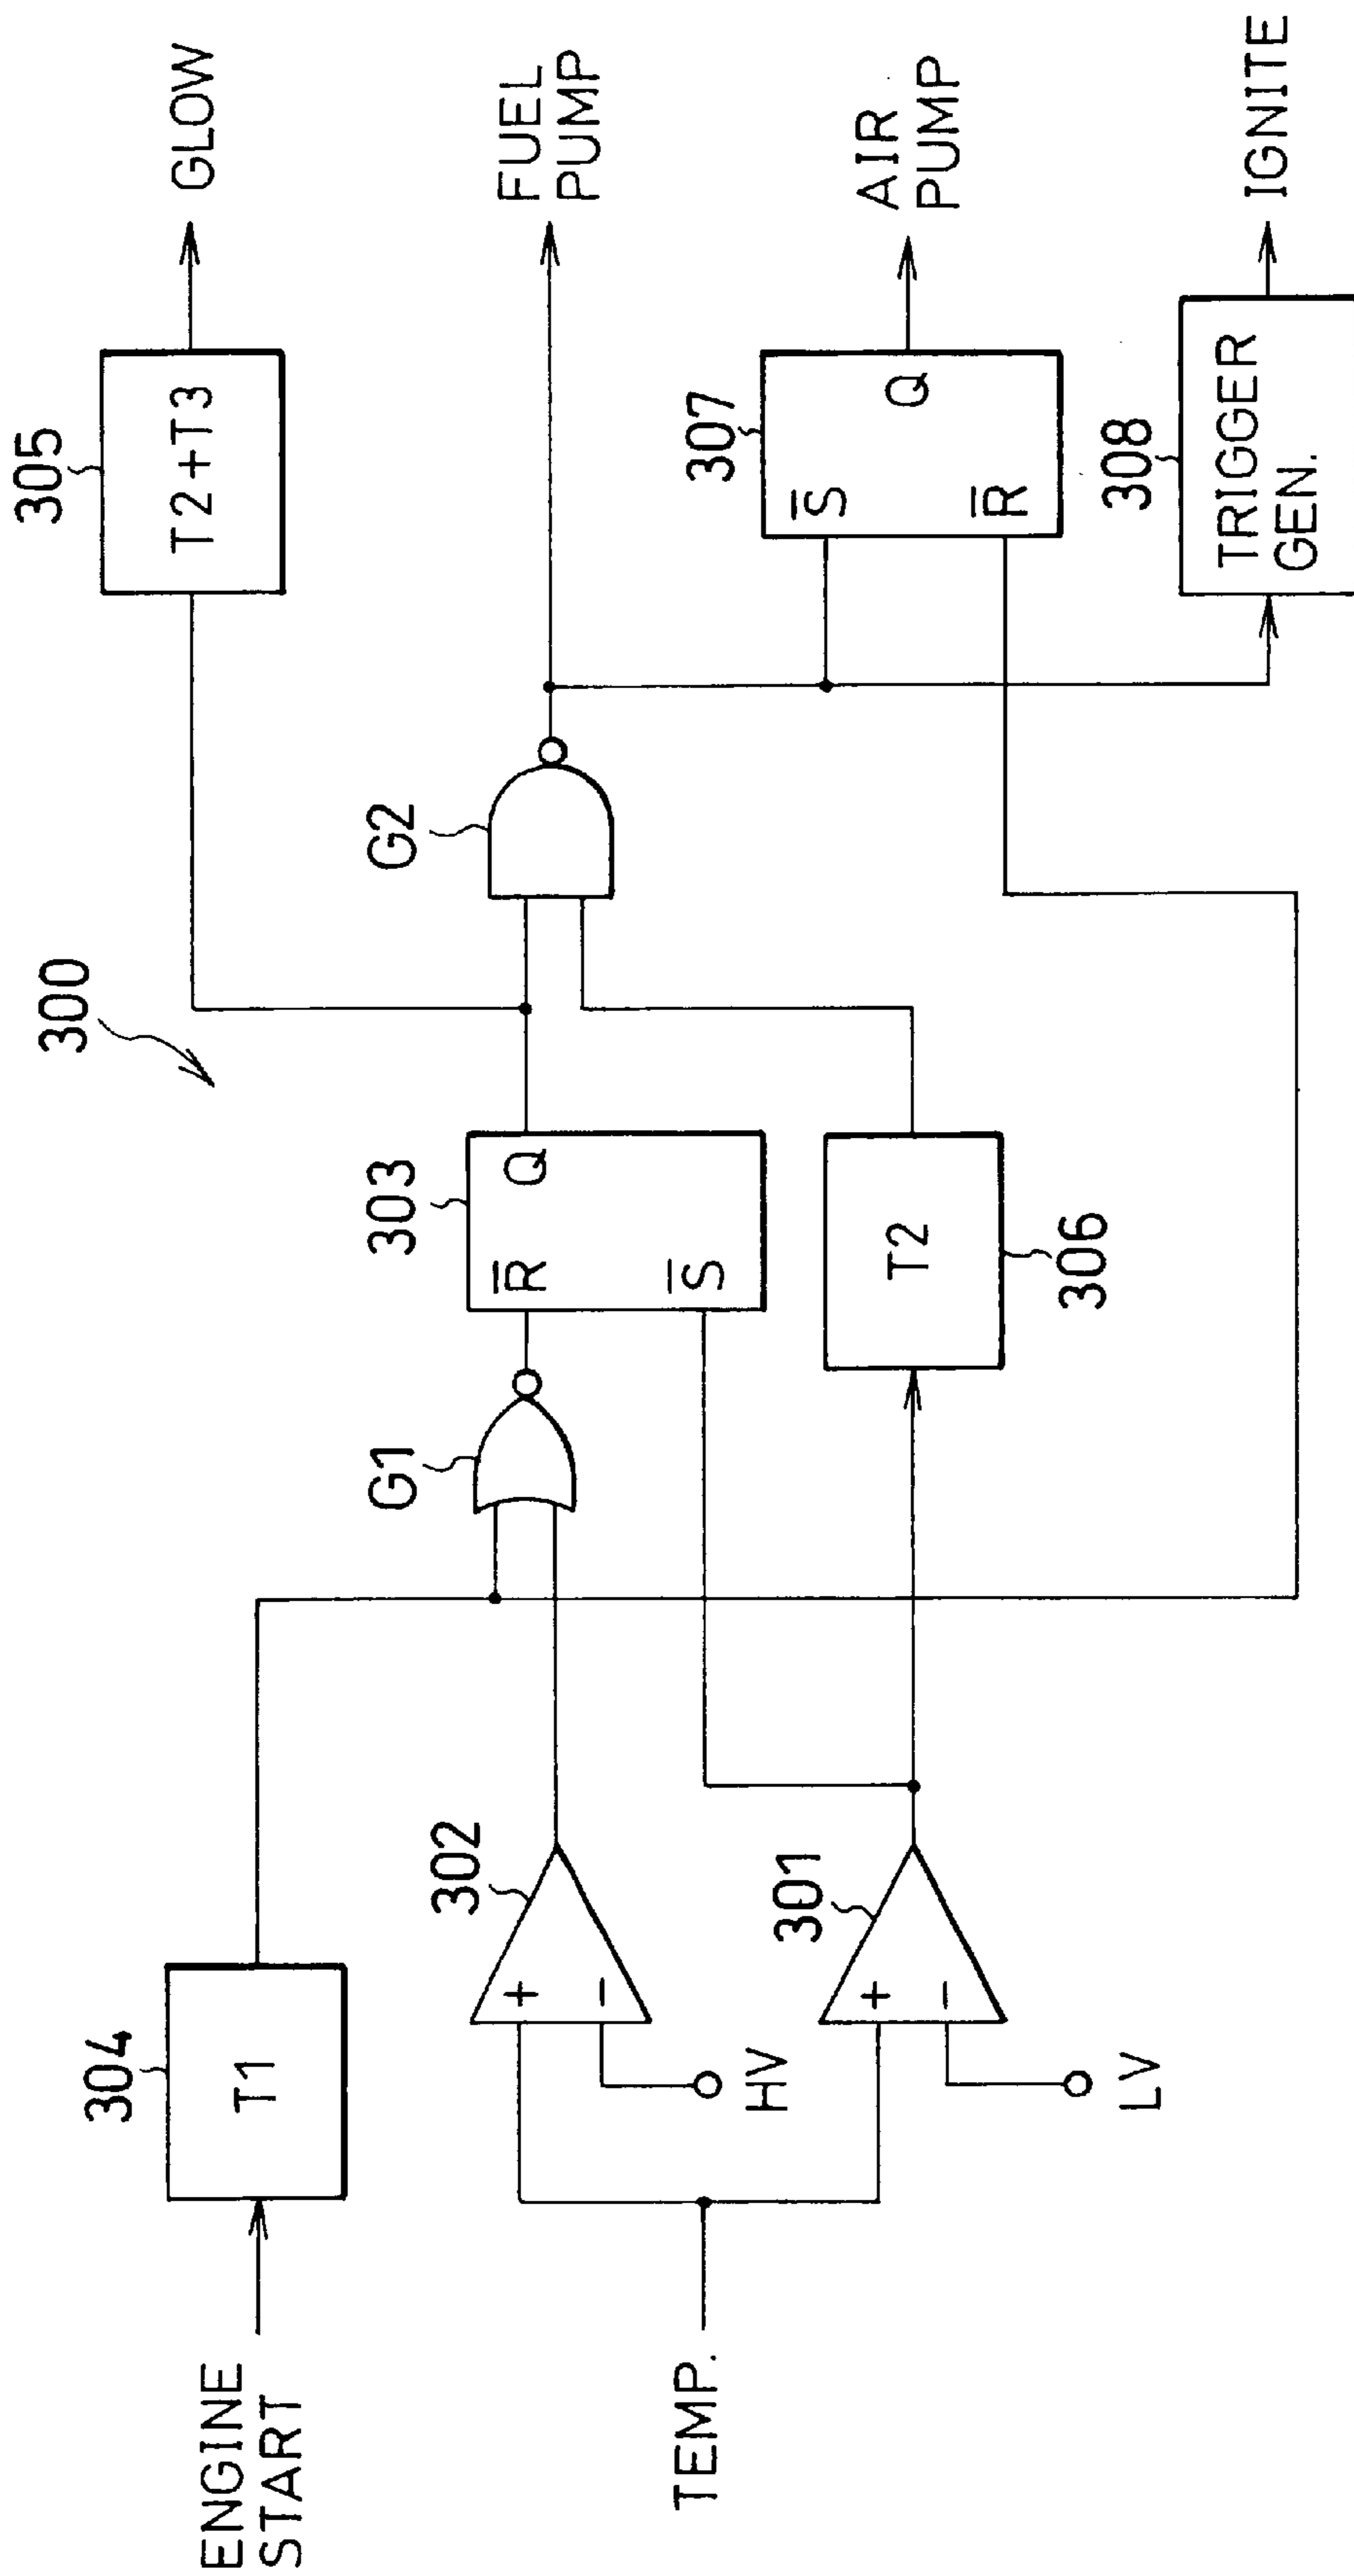 300
ENGINE
START
304
T1
305
T2+T3
GLOW
TEMP.
302
+
−
HV
G1
303
R̅
Q
S̅
G2
FUEL
PUMP
301
+
−
LV
306
T2
307
S̅
Q
R̅
AIR
PUMP
308
TRIGGER
GEN.
IGNITE